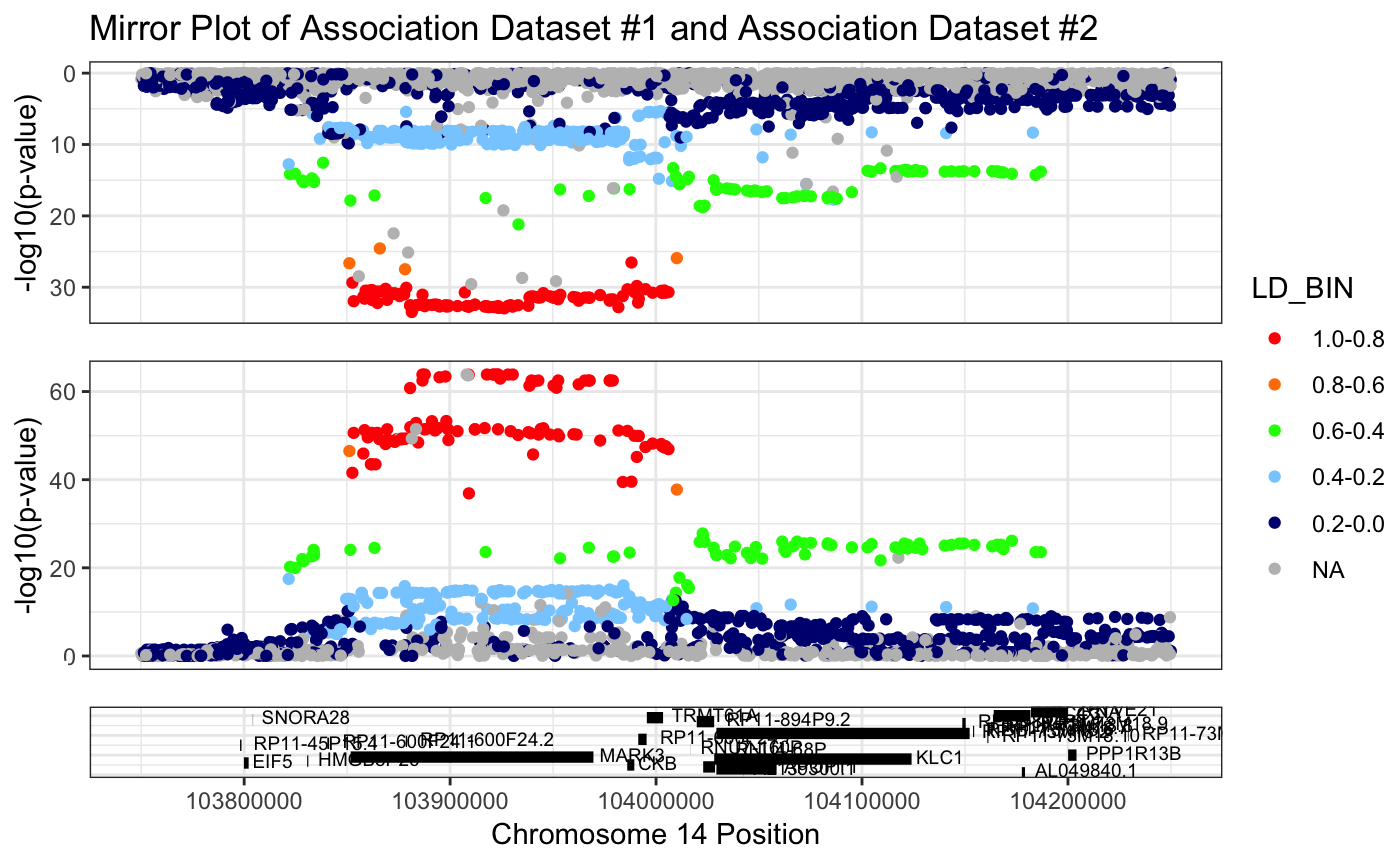 Mirror Plot of Association Dataset #1 and Association Dataset #2
0
10
20
30
-log10(p-value)
60
40
20
0
-log10(p-value)
LD_BIN
1.0-0.8
0.8-0.6
0.6-0.4
0.4-0.2
0.2-0.0
NA
SNORA28
TRMT61A
RP11-894P9.2
RP11-600F24.2
EIF5
MARK3
CKB
KLC1
PPP1R13B
AL049840.1
103800000 103900000 104000000 104100000 104200000
Chromosome 14 Position